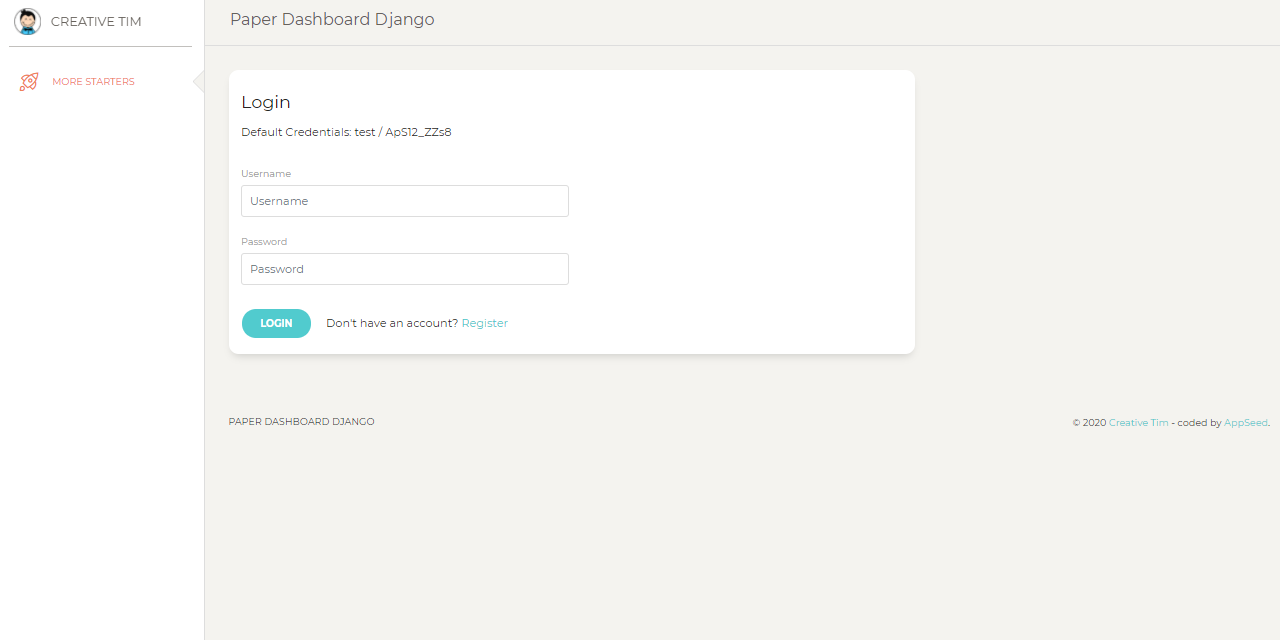 CREATIVE TIM
Paper Dashboard Django
MORE STARTERS
Login
Default Credentials: test / ApS12_ZZs8
Username
Username
Password
Password
LOGIN Don't have an account? Register
PAPER DASHBOARD DJANGO
© 2020 Creative Tim - coded by AppSeed.